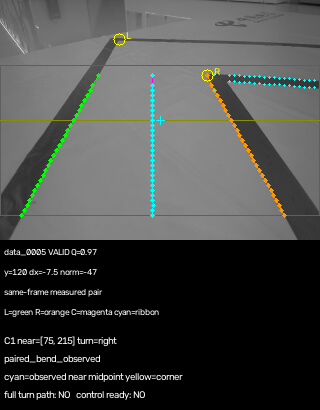 L
R
data_0005 VALID Q=0.97
y=120 dx=-7.5 norm=-47
same-frame measured pair
L=green R=orange C=magenta cyan=ribbon
C1 near=[75, 215] turn=right
paired_bend_observed
cyan=observed near midpoint yellow=corner
full turn path: NO control ready: NO